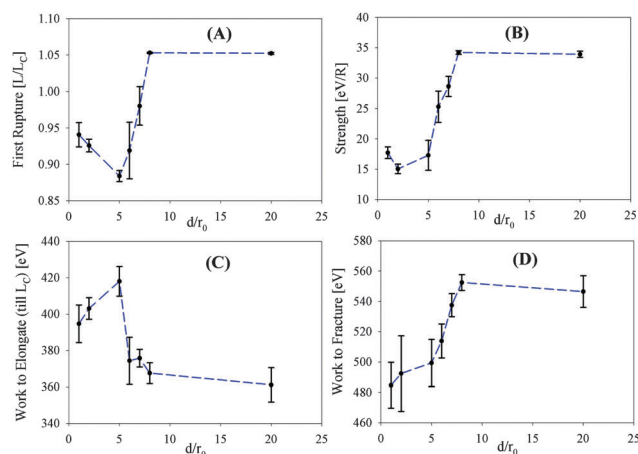 (A)
First Rupture [L/L_C]
1.10
1.05
1.00
0.95
0.90
0.85
0 5 10 15 20 25
d/r_0
(B)
Strength [eV/R]
40
35
30
25
20
15
10
0 5 10 15 20 25
d/r_0
(C)
Work to Elongate (till L_C) [eV]
440
420
400
380
360
340
0 5 10 15 20 25
d/r_0
(D)
Work to Fracture [eV]
580
560
540
520
500
480
460
0 5 10 15 20 25
d/r_0